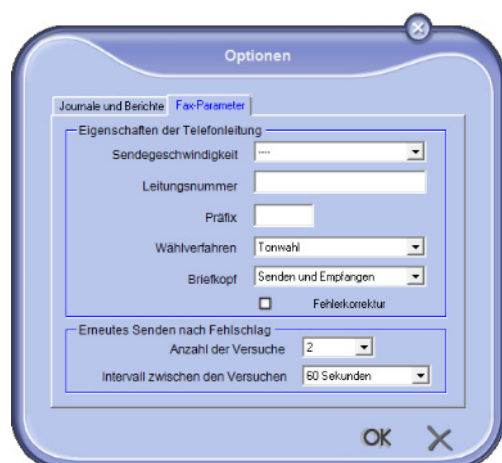 Optionen
Journale und Berichte Fax-Parameter
Eigenschaften der Telefonleitung
Sendegeschwindigkeit ----
Leitungsnummer
Präfix
Wählverfahren Tonwahl
Briefkopf Senden und Empfangen
Fehlerkorrektur
Erneutes Senden nach Fehlschlag
Anzahl der Versuche 2
Intervall zwischen den Versuchen 60 Sekunden
OK